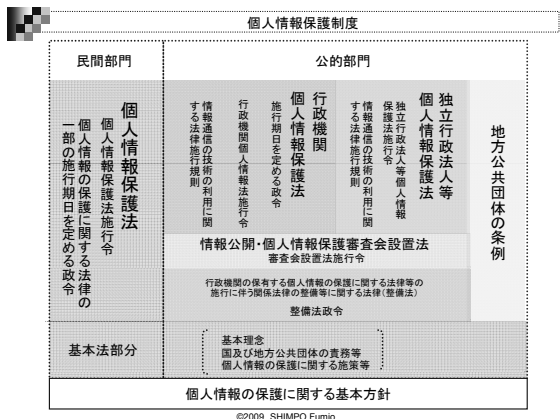 個人情報保護制度
民間部門
公的部門
個人情報保護法
個人情報保護法施行令
個人情報の保護に関する法律の
一部の施行期日を定める政令
行政機関
個人情報保護法
施行期日を定める政令
行政機関個人情報法施行令
情報通信の技術の利用に関
する法律施行規則
独立行政法人等
個人情報保護法
独立行政法人等個人情報
保護法施行令
情報通信の技術の利用に関
する法律施行規則
地方公共団体の条例
情報公開・個人情報保護審査会設置法
審査会設置法施行令
行政機関の保有する個人情報の保護に関する法律等の
施行に伴う関係法律の整備等に関する法律(整備法)
整備法政令
基本法部分
基本理念
国及び地方公共団体の責務等
個人情報の保護に関する施策等
個人情報の保護に関する基本方針
©2009 SHIMPO Fumio